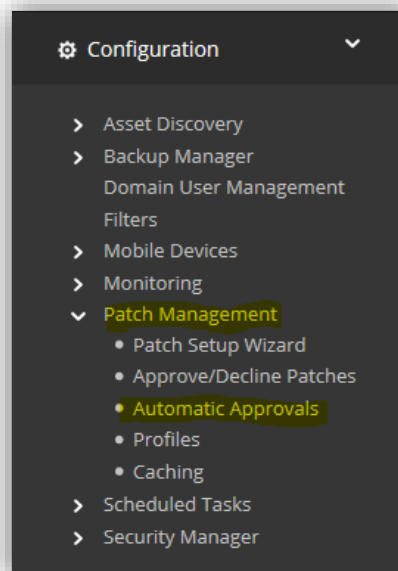 Configuration
Asset Discovery
Backup Manager
Domain User Management
Filters
Mobile Devices
Monitoring
Patch Management
Patch Setup Wizard
Approve/Decline Patches
Automatic Approvals
Profiles
Caching
Scheduled Tasks
Security Manager